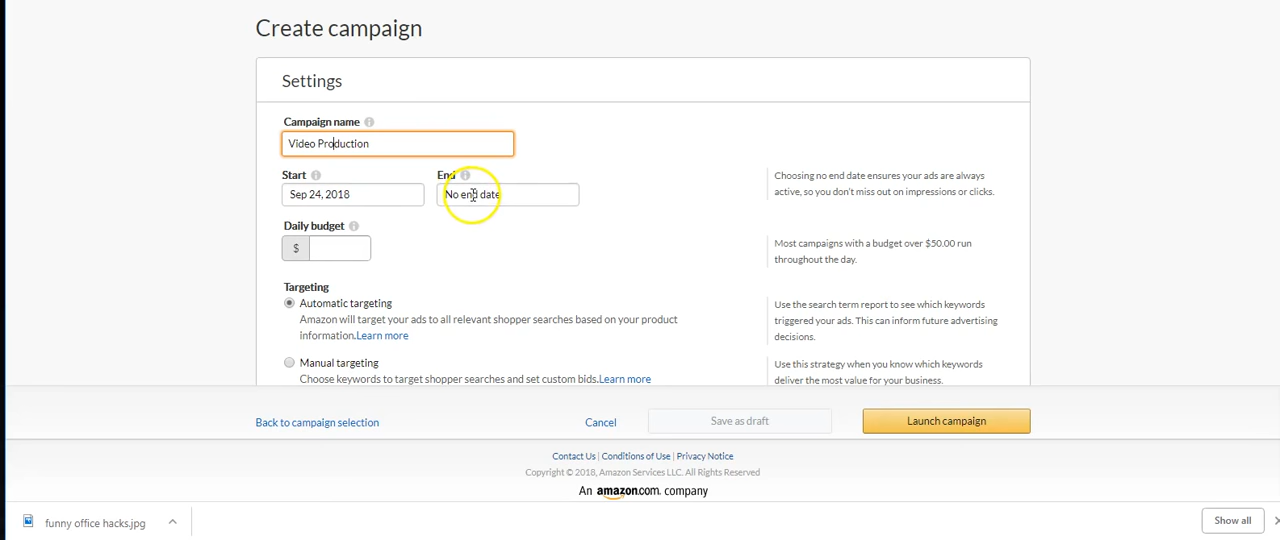 Create campaign
Settings
Campaign name
Video Production
Start
End
Sep 24, 2018
No end date
Choosing no end date ensures your ads are always
active, so you don't miss out on impressions or clicks.
Daily budget
$
Most campaigns with a budget over $50.00 run
throughout the day.
Targeting
Automatic targeting
Amazon will target your ads to all relevant shopper searches based on your product
information.Learn more
Use the search term report to see which keywords
triggered your ads. This can inform future advertising
decisions.
Manual targeting
Choose keywords to target shopper searches and set custom bids.Learn more
Use this strategy when you know which keywords
deliver the most value for your business.
Back to campaign selection
Cancel
Save as draft
Launch campaign
Contact Us | Conditions of Use | Privacy Notice
Copyright © 2018, Amazon Services LLC. All Rights Reserved
An amazon.com. company
funny office hacks.jpg
Show all